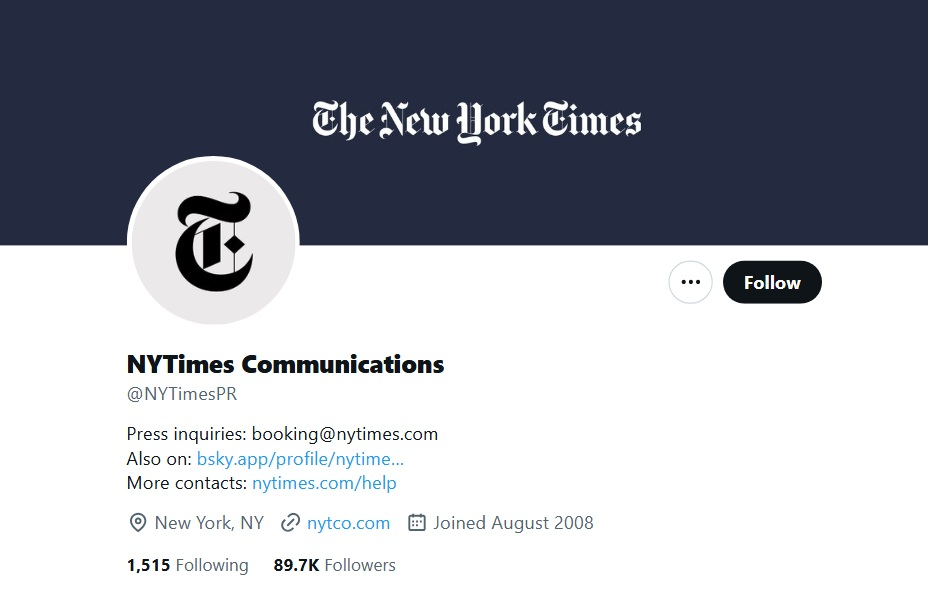 The New York Times
T
Follow
NYTimes Communications
@NYTimesPR
Press inquiries: booking@nytimes.com
Also on: bsky.app/profile/nytime...
More contacts: nytimes.com/help
New York, NY nytco.com Joined August 2008
1,515 Following 89.7K Followers